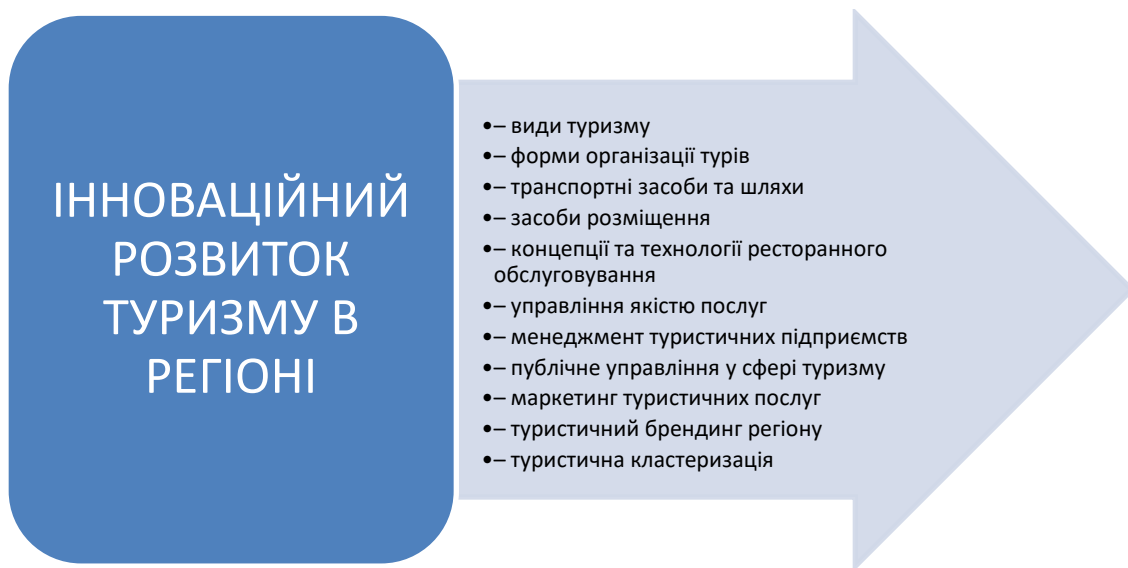 ІННОВАЦІЙНИЙ
РОЗВИТОК
ТУРИЗМУ В
РЕГІОНІ
•– види туризму
•– форми організації турів
•– транспортні засоби та шляхи
•– засоби розміщення
•– концепції та технології ресторанного
обслуговування
•– управління якістю послуг
•– менеджмент туристичних підприємств
•– публічне управління у сфері туризму
•– маркетинг туристичних послуг
•– туристичний брендинг регіону
•– туристична кластеризація